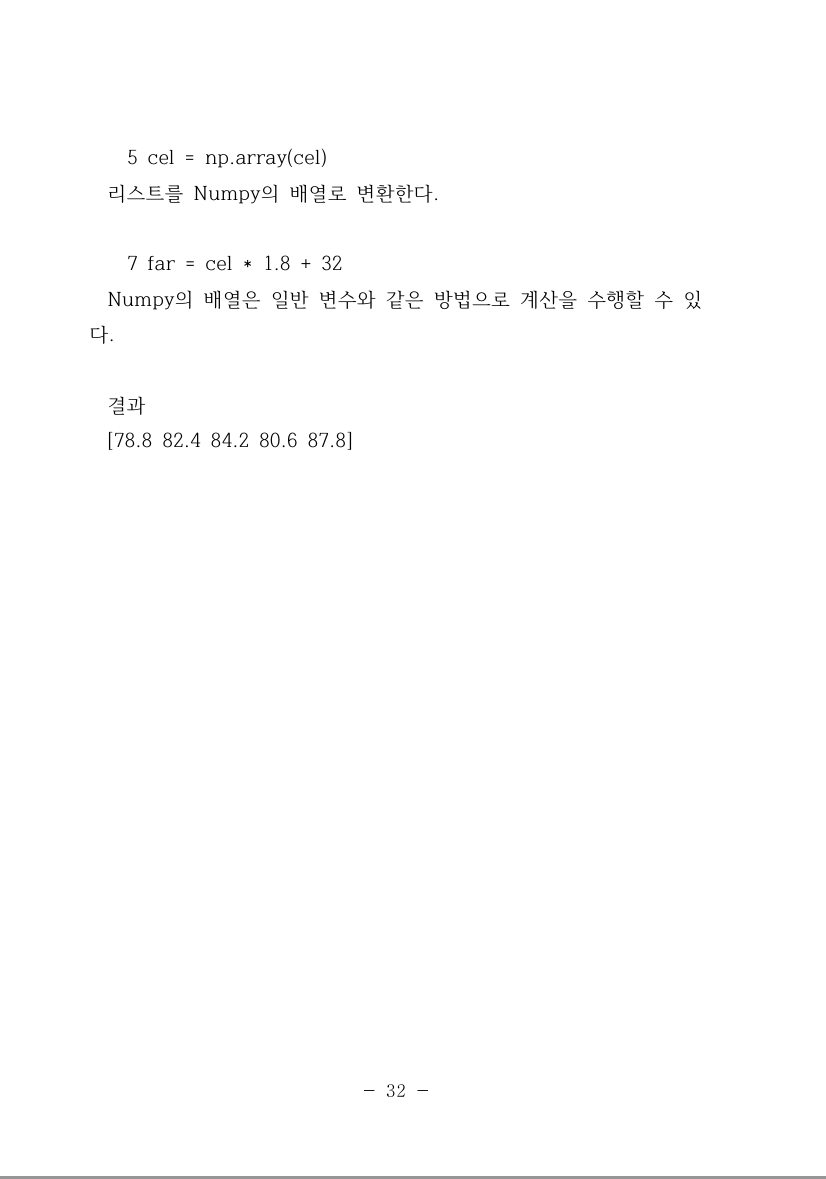 5 cel = np.array(cel)
리스트를 Numpy의 배열로 변환한다.
7 far = cel * 1.8 + 32
Numpy의 배열은 일반 변수와 같은 방법으로 계산을 수행할 수 있
다.
결과
[78.8 82.4 84.2 80.6 87.8]
- 32 -